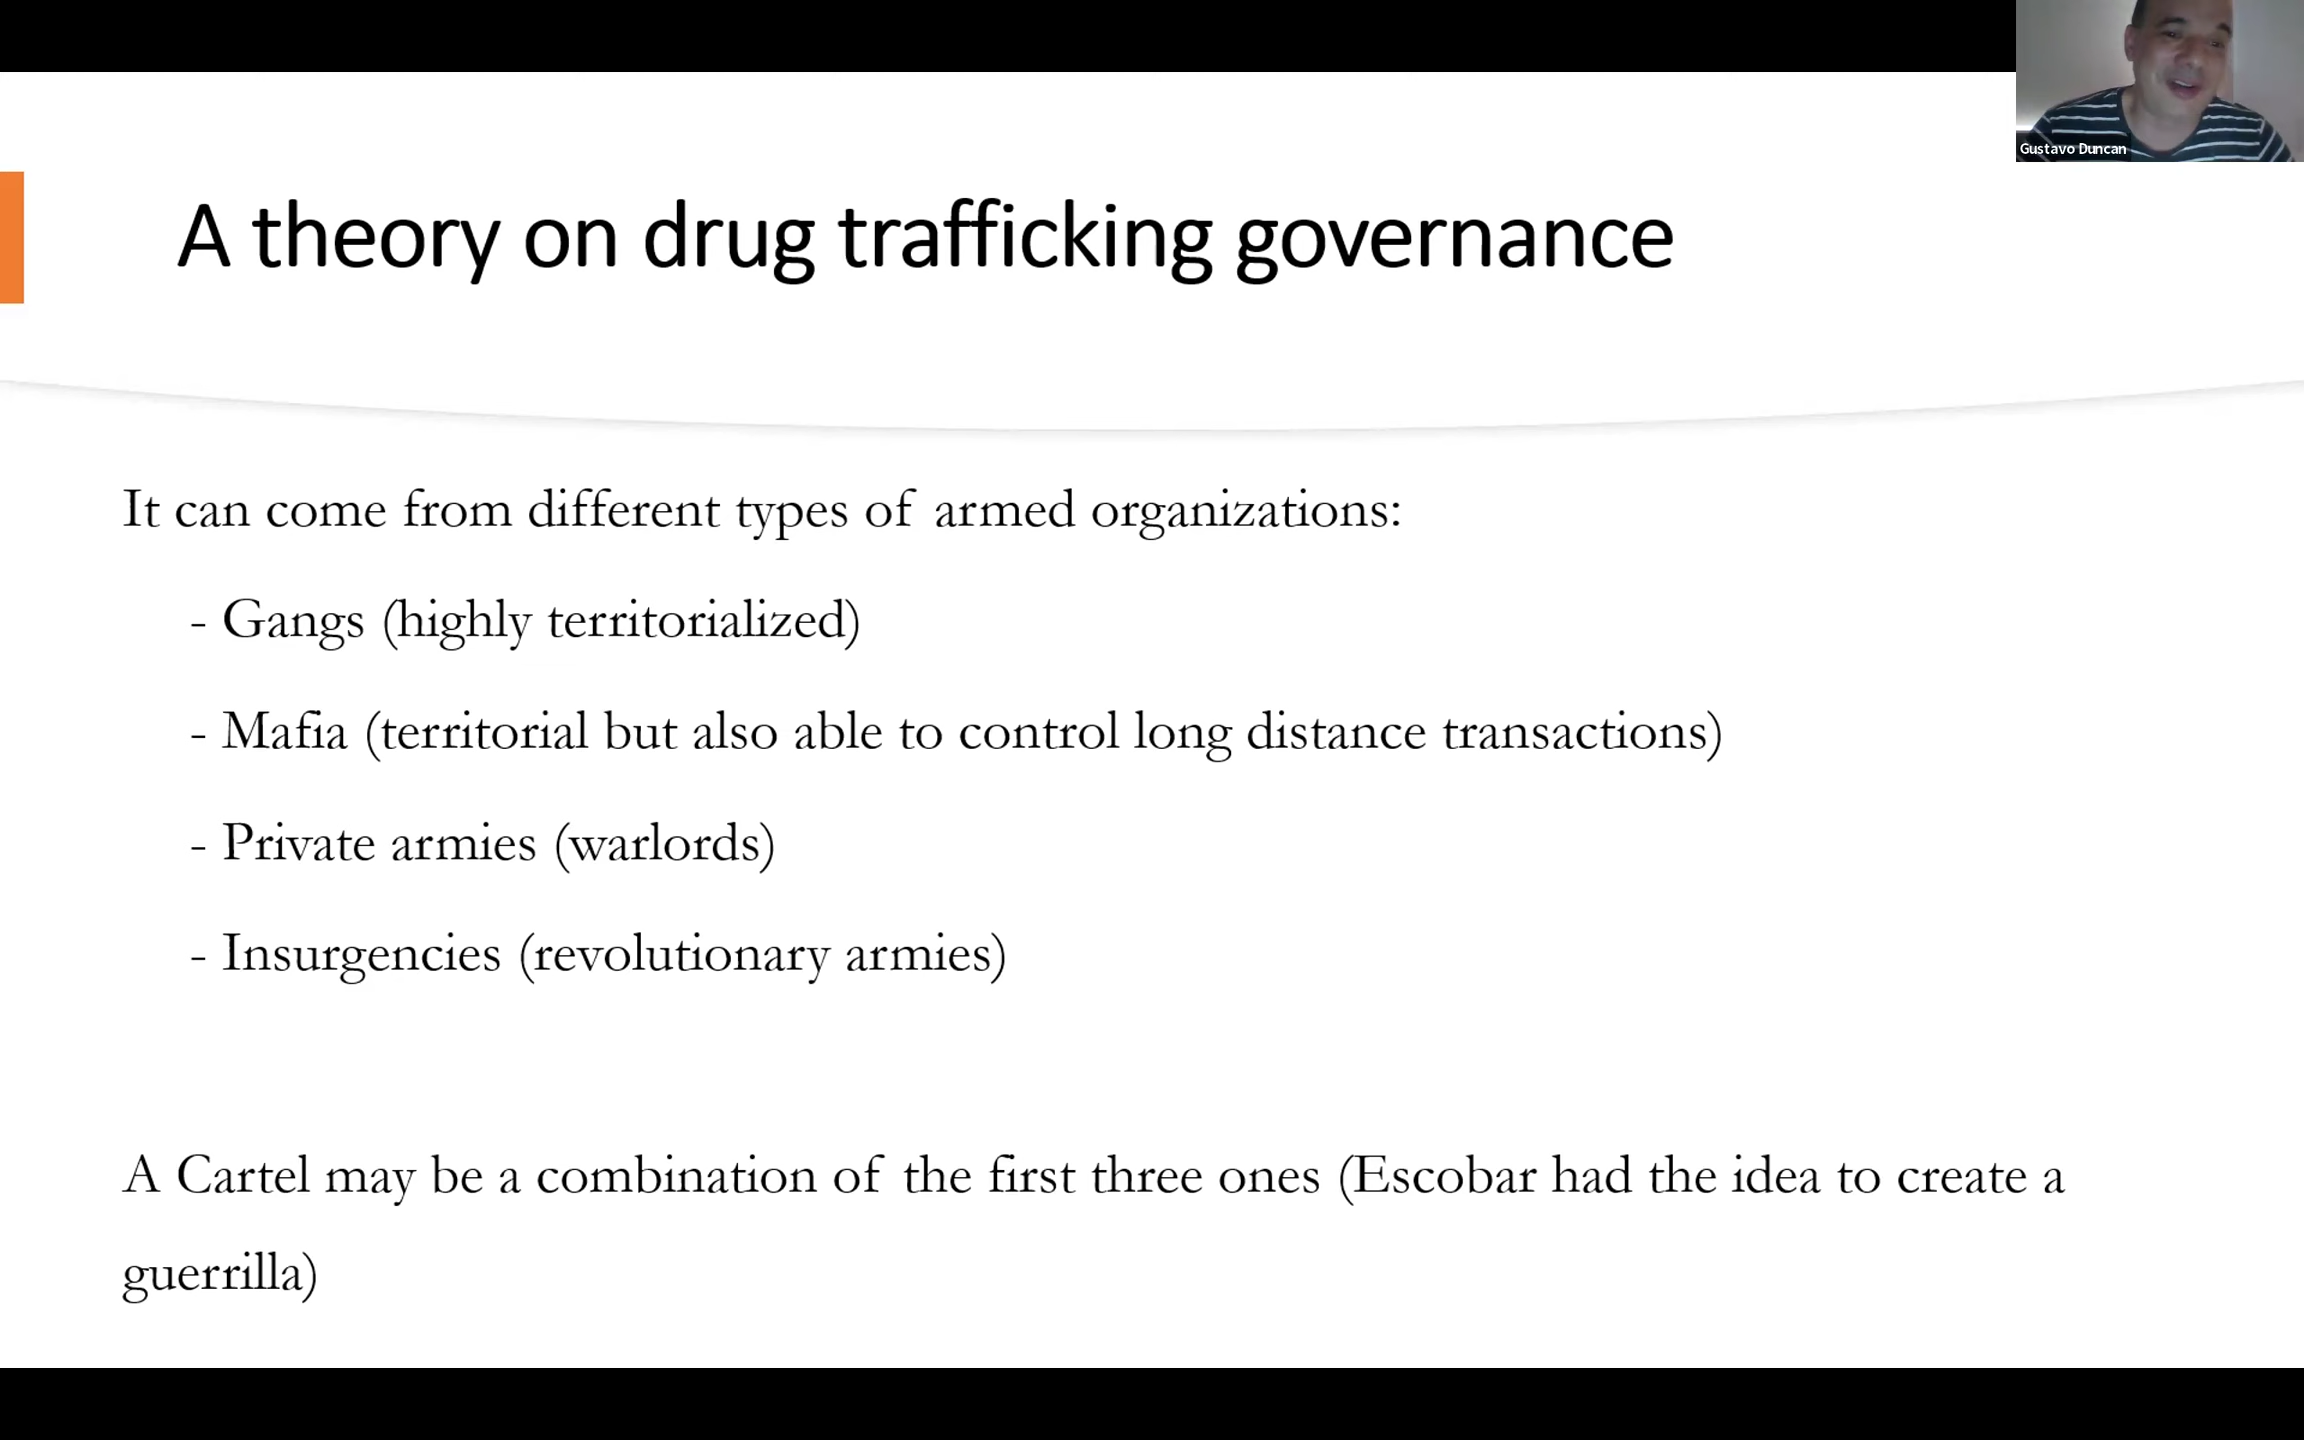 Gustavo Duncan
A theory on drug trafficking governance
It can come from different types of armed organizations:
- Gangs (highly territorialized)
- Mafia (territorial but also able to control long distance transactions)
- Private armies (warlords)
- Insurgencies (revolutionary armies)
A Cartel may be a combination of the first three ones (Escobar had the idea to create a
guerrilla)